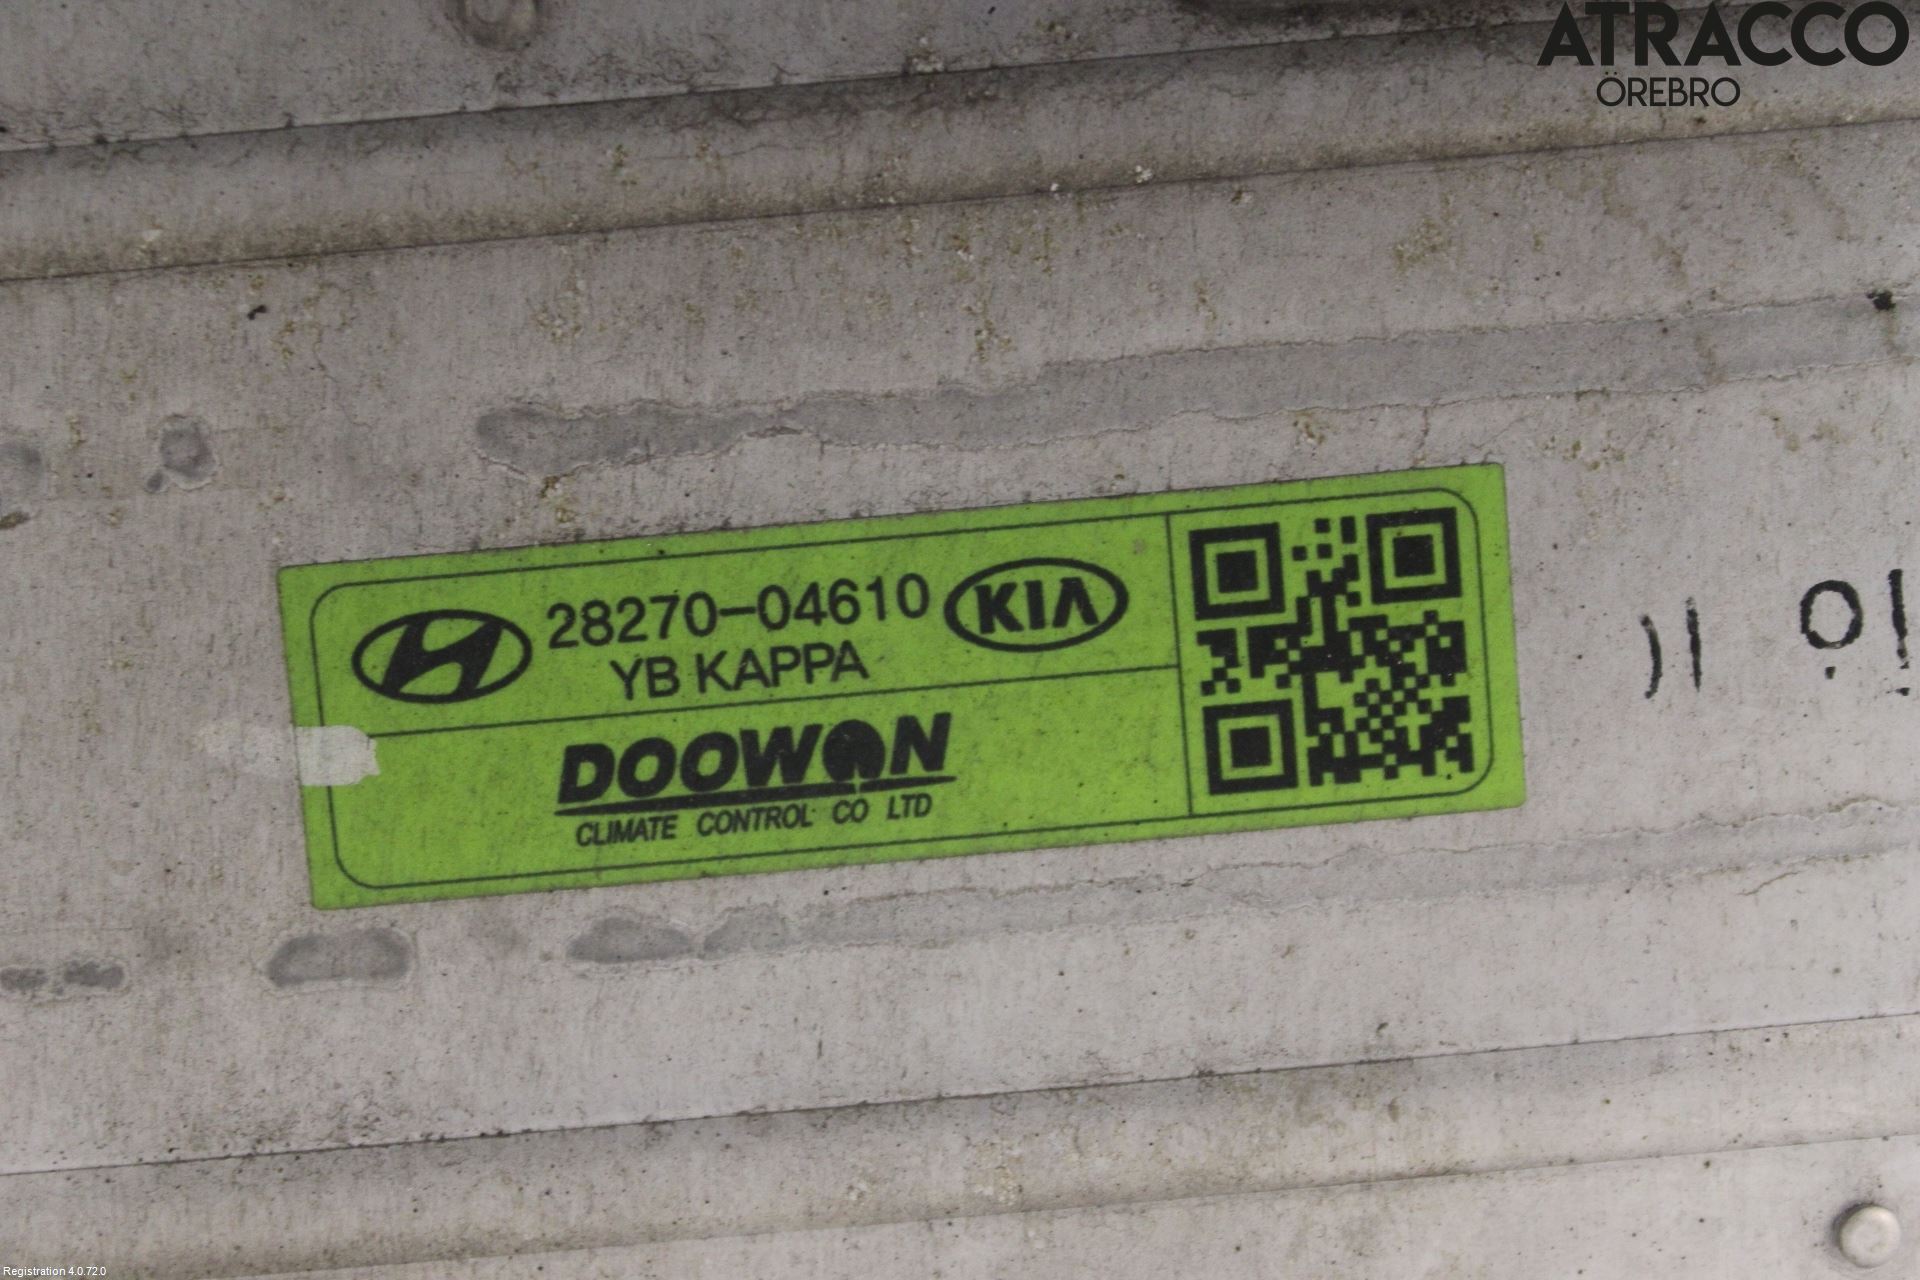 ATRACCO
ÖREBRO
28270-04610
KIA
YB KAPPA
DOOWON
CLIMATE CONTROL CO LTD
Registration 4.0.72.0